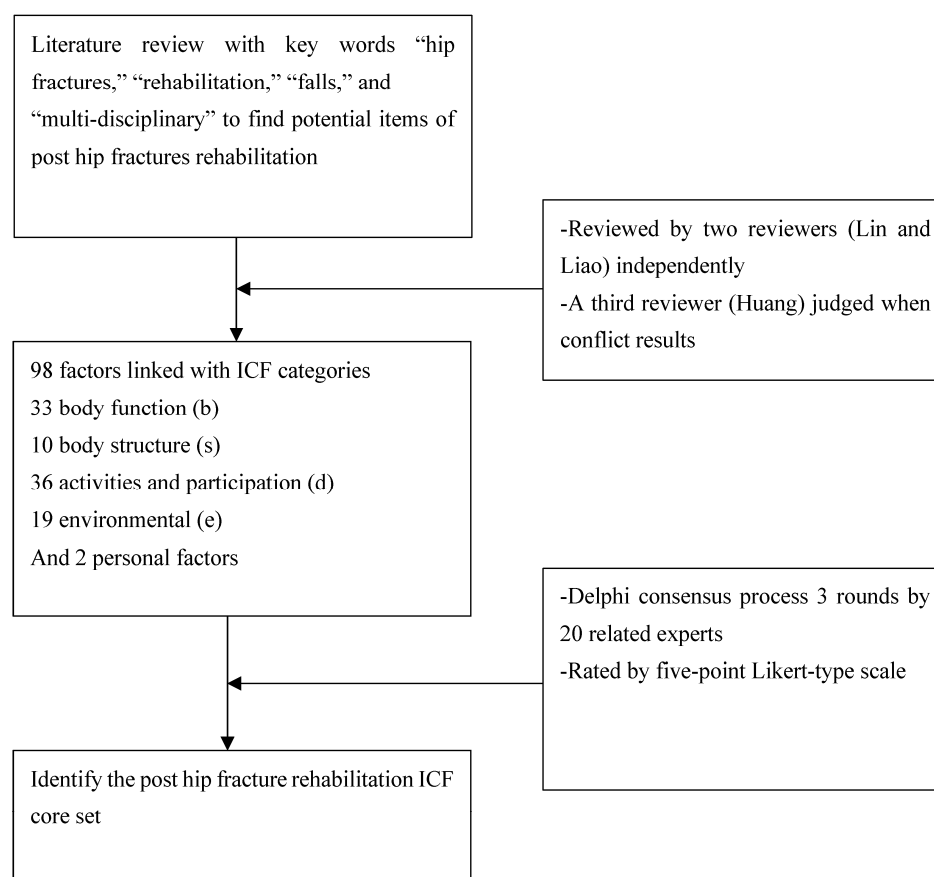 Literature review with key words “hip
fractures,” “rehabilitation,” “falls,” and
“multi-disciplinary” to find potential items of
post hip fractures rehabilitation
-Reviewed by two reviewers (Lin and
Liao) independently
-A third reviewer (Huang) judged when
conflict results
98 factors linked with ICF categories
33 body function (b)
10 body structure (s)
36 activities and participation (d)
19 environmental (e)
And 2 personal factors
-Delphi consensus process 3 rounds by
20 related experts
-Rated by five-point Likert-type scale
Identify the post hip fracture rehabilitation ICF
core set